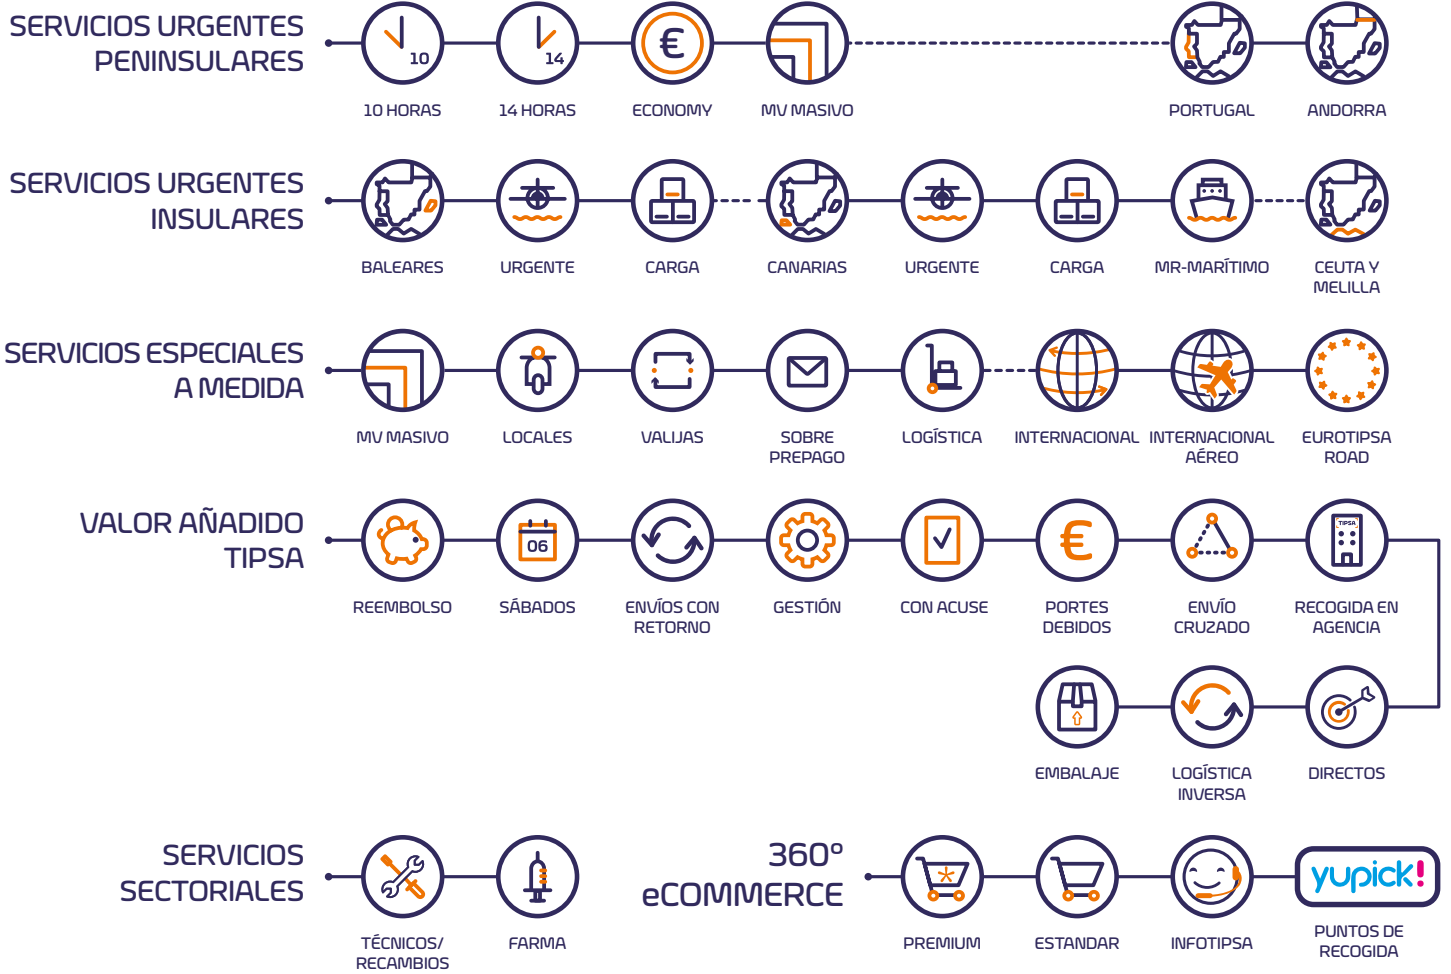 SERVICIOS URGENTES
PENINSULARES
10
14
€
10 HORAS
14 HORAS
ECONOMY
MV MASIVO
PORTUGAL
ANDORRA
SERVICIOS URGENTES
INSULARES
BALEARES
URGENTE
CARGA
CANARIAS
URGENTE
CARGA
MR-MARÍTIMO
CEUTA Y
MELILLA
SERVICIOS ESPECIALES
A MEDIDA
MV MASIVO
LOCALES
VALIJAS
SOBRE
PREPAGO
LOGÍSTICA
INTERNACIONAL
INTERNACIONAL
AÉREO
EUROTIPSA
ROAD
VALOR AÑADIDO
TIPSA
06
€
TIPSA
REEMBOLSO
SÁBADOS
ENVÍOS CON
RETORNO
GESTIÓN
CON ACUSE
PORTES
DEBIDOS
ENVÍO
CRUZADO
RECOGIDA EN
AGENCIA
EMBALAJE
LOGÍSTICA
INVERSA
DIRECTOS
SERVICIOS
SECTORIALES
TÉCNICOS/
RECAMBIOS
FARMA
360º
eCOMMERCE
PREMIUM
ESTANDAR
INFOTIPSA
yupick!
PUNTOS DE
RECOGIDA